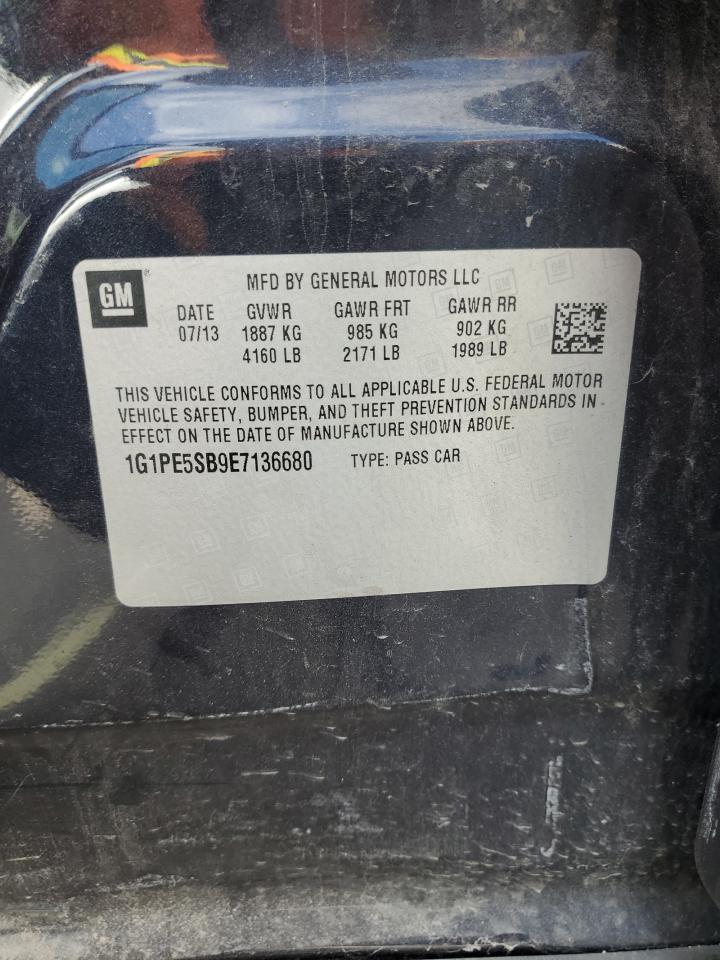 GM
MFD BY GENERAL MOTORS LLC
DATE GVWR GAWR FRT GAWR RR
07/13 1887 KG 985 KG 902 KG
4160 LB 2171 LB 1989 LB
THIS VEHICLE CONFORMS TO ALL APPLICABLE U.S. FEDERAL MOTOR
VEHICLE SAFETY, BUMPER, AND THEFT PREVENTION STANDARDS IN
EFFECT ON THE DATE OF MANUFACTURE SHOWN ABOVE.
1G1PE5SB9E7136680 TYPE: PASS CAR